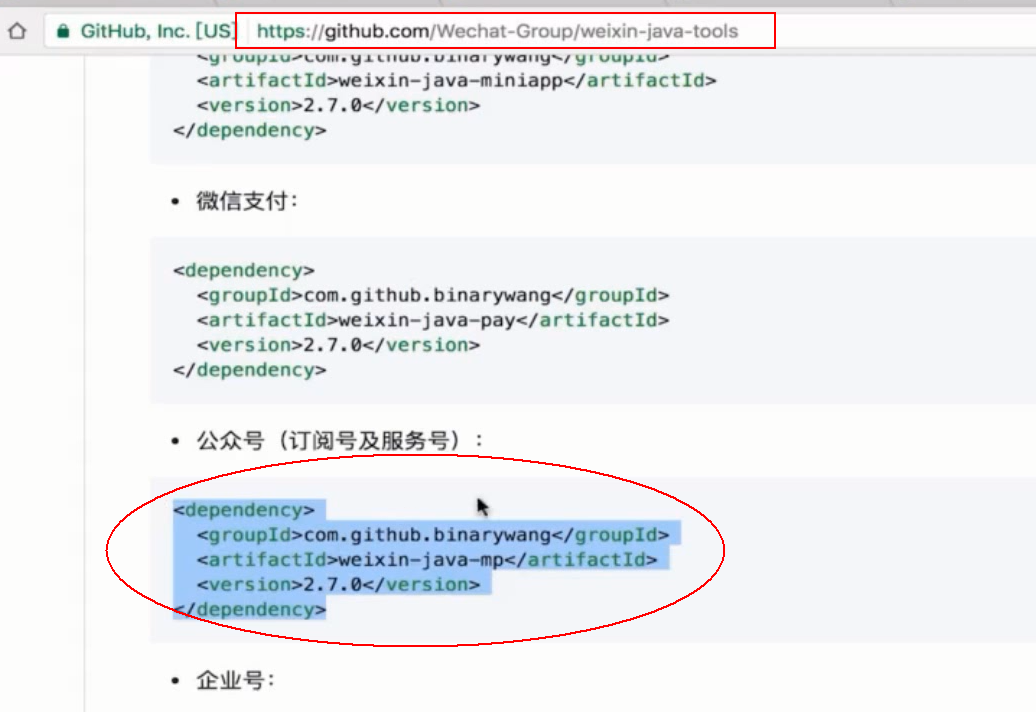 GitHub, Inc. [US]
https://github.com/Wechat-Group/weixin-java-tools
<groupId>com.github.binarywang</groupId>
<artifactId>weixin-java-miniapp</artifactId>
<version>2.7.0</version>
</dependency>
• 微信支付：
<dependency>
<groupId>com.github.binarywang</groupId>
<artifactId>weixin-java-pay</artifactId>
<version>2.7.0</version>
</dependency>
• 公众号（订阅号及服务号）：
<dependency>
<groupId>com.github.binarywang</groupId>
<artifactId>weixin-java-mp</artifactId>
<version>2.7.0</version>
</dependency>
• 企业号：